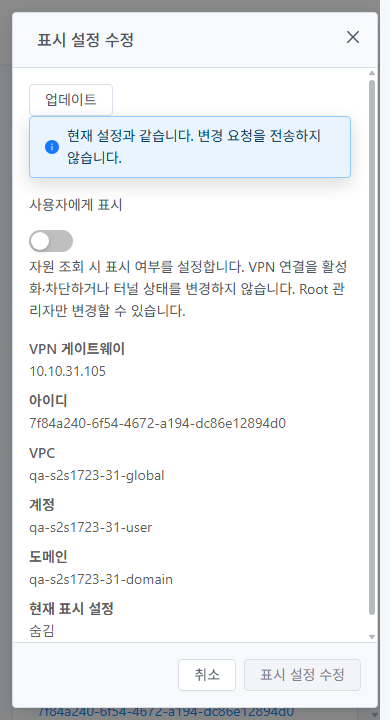 표시 설정 수정
업데이트
현재 설정과 같습니다. 변경 요청을 전송하지
않습니다.
사용자에게 표시
자원 조회 시 표시 여부를 설정합니다. VPN 연결을 활성
화·차단하거나 터널 상태를 변경하지 않습니다. Root 관
리자만 변경할 수 있습니다.
VPN 게이트웨이
10.10.31.105
아이디
7f84a240-6f54-4672-a194-dc86e12894d0
VPC
qa-s2s1723-31-global
계정
qa-s2s1723-31-user
도메인
qa-s2s1723-31-domain
현재 표시 설정
숨김
취소
표시 설정 수정
7f84a240-6f54-4672-a194-dc86e12894d0